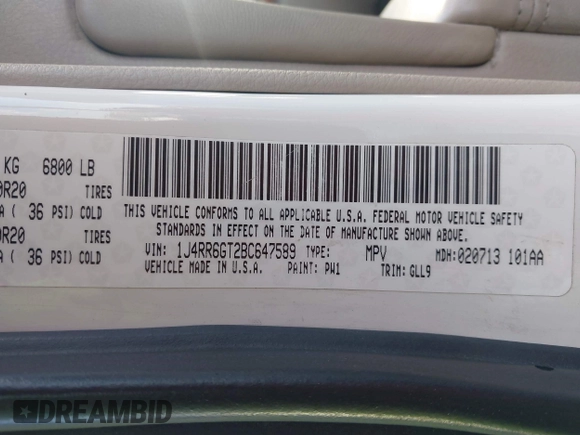 KG 6800 LB
0R20 TIRES
A ( 36 PSI) COLD
0R20 TIRES
A ( 36 PSI) COLD
THIS VEHICLE CONFORMS TO ALL APPLICABLE U.S.A. FEDERAL MOTOR VEHICLE SAFETY
STANDARDS IN EFFECT ON THE DATE OF MANUFACTURE SHOWN ABOVE.
VIN: 1J4RR6GT2BC647589 TYPE: MPV MDH: 020713 101AA
VEHICLE MADE IN U.S.A. PAINT: PW1 TRIM: GLL9
DREAMBID